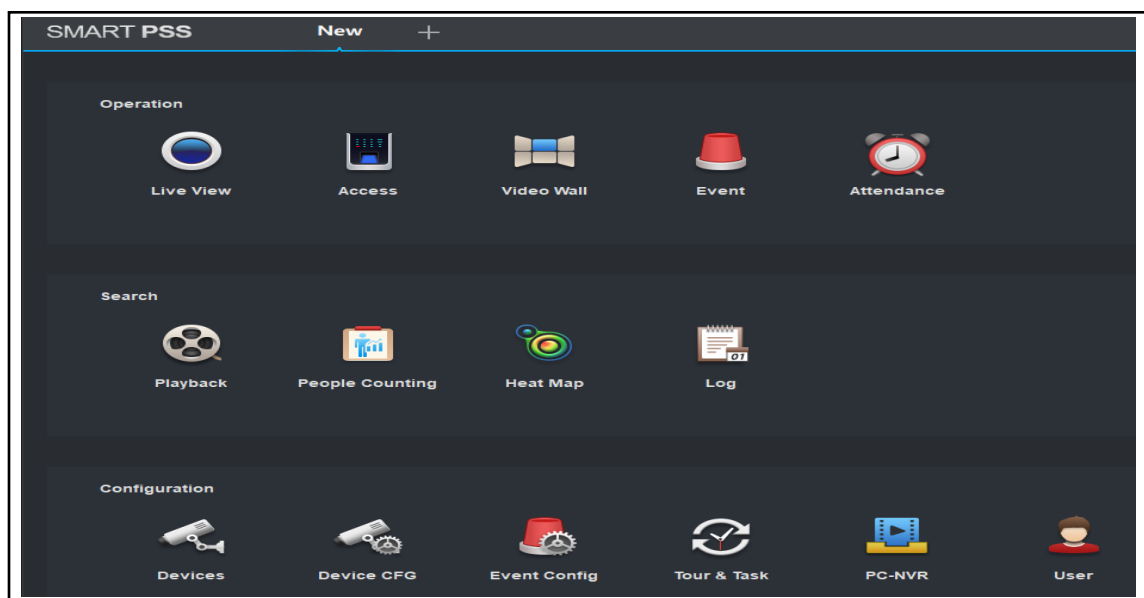 SMART PSS New +
Operation
Live View Access Video Wall Event Attendance
Search
01
Playback People Counting Heat Map Log
Configuration
Devices Device CFG Event Config Tour & Task PC-NVR User